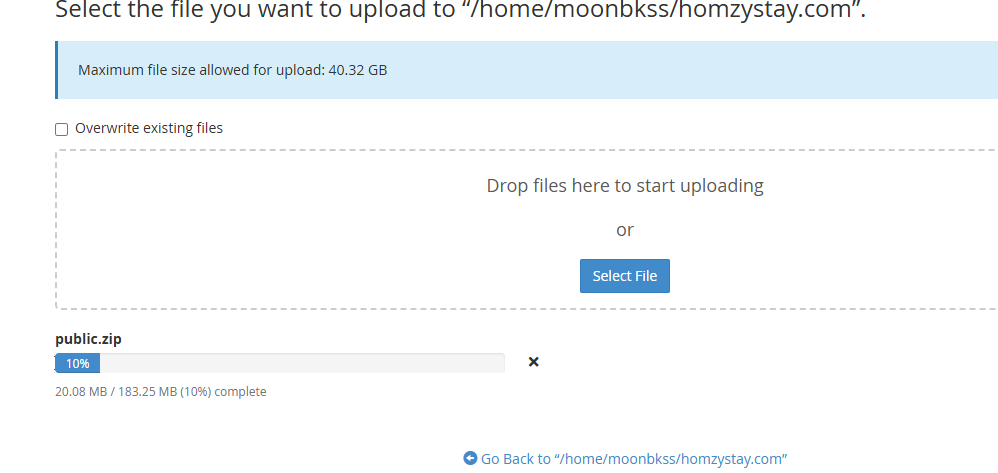 Select the file you want to upload to “/home/moonbkss/homzystay.com”.
Maximum file size allowed for upload: 40.32 GB
Overwrite existing files
Drop files here to start uploading
or
Select File
public.zip
10%
20.08 MB / 183.25 MB (10%) complete
Go Back to “/home/moonbkss/homzystay.com”